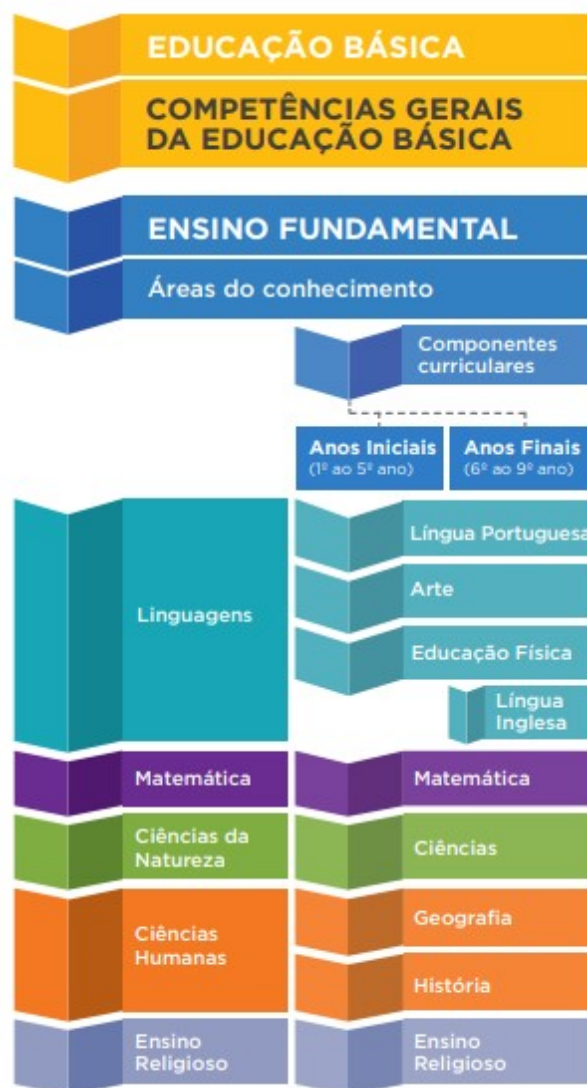 EDUCAÇÃO BÁSICA
COMPETÊNCIAS GERAIS
DA EDUCAÇÃO BÁSICA
ENSINO FUNDAMENTAL
Áreas do conhecimento
Componentes
curriculares
Anos Iniciais
(1º ao 5º ano)
Anos Finais
(6º ao 9º ano)
Linguagens
Língua Portuguesa
Arte
Educação Física
Língua
Inglesa
Matemática
Matemática
Ciências da
Natureza
Ciências
Ciências
Humanas
Geografia
História
Ensino
Religioso
Ensino
Religioso